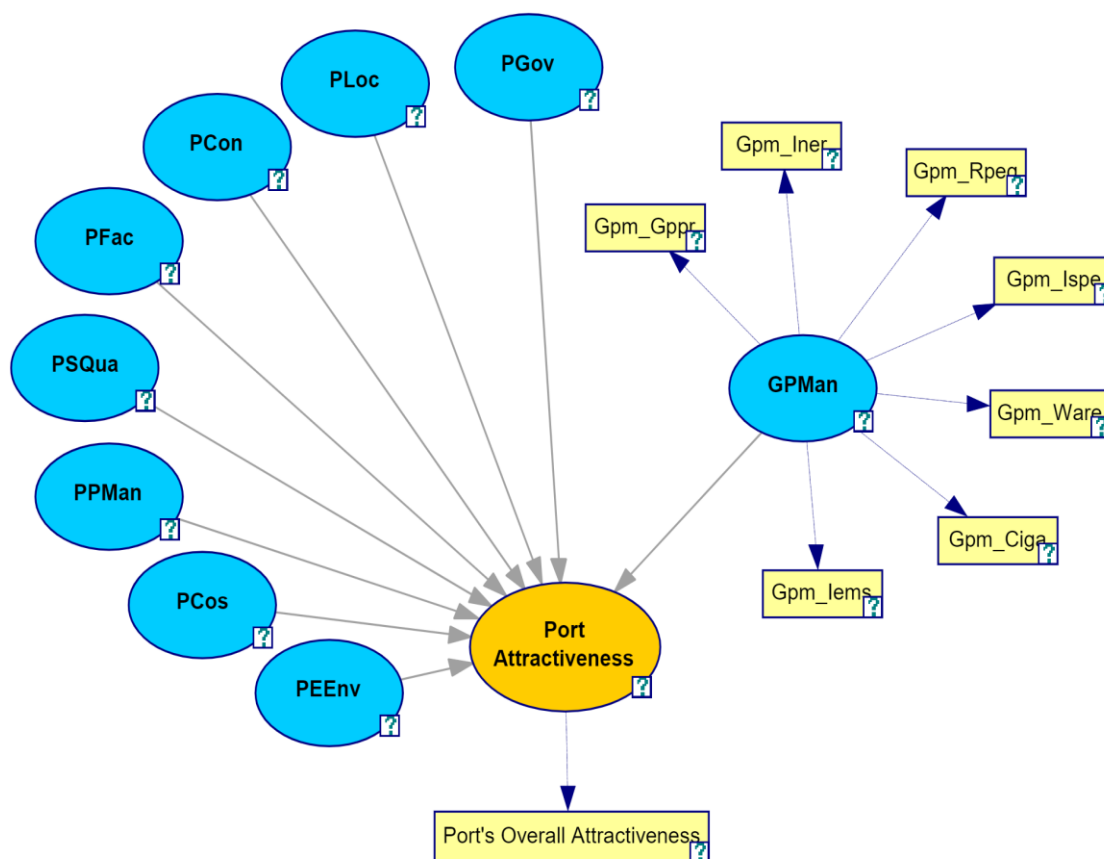 PGov
PLoc
PCon
Gpm_Iner
?
Gpm_Rpeg
?
PFac
Gpm_Gppr
?
Gpm_Ispe
?
PSQua
?
GPMan
?
Gpm_Ware
?
PPMan
?
Gpm_Ciga
?
PCos
?
Gpm_Iems
?
Port
Attractiveness
?
PEEnv
?
Port's Overall Attractiveness
?